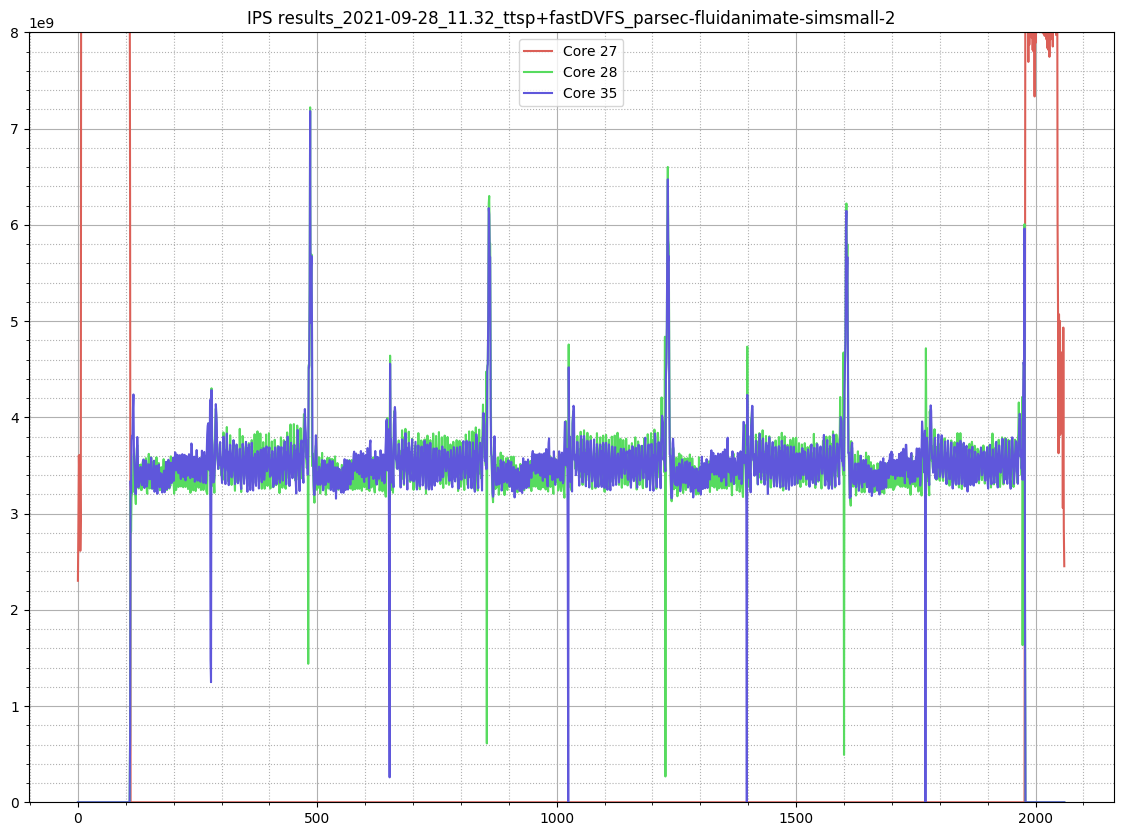 IPS results_2021-09-28_11.32_ttsp+fastDVFS_parsec-fluidanimate-simsmall-2
1e9
Core 27
Core 28
Core 35
8
7
6
5
4
3
2
1
0
0 500 1000 1500 2000